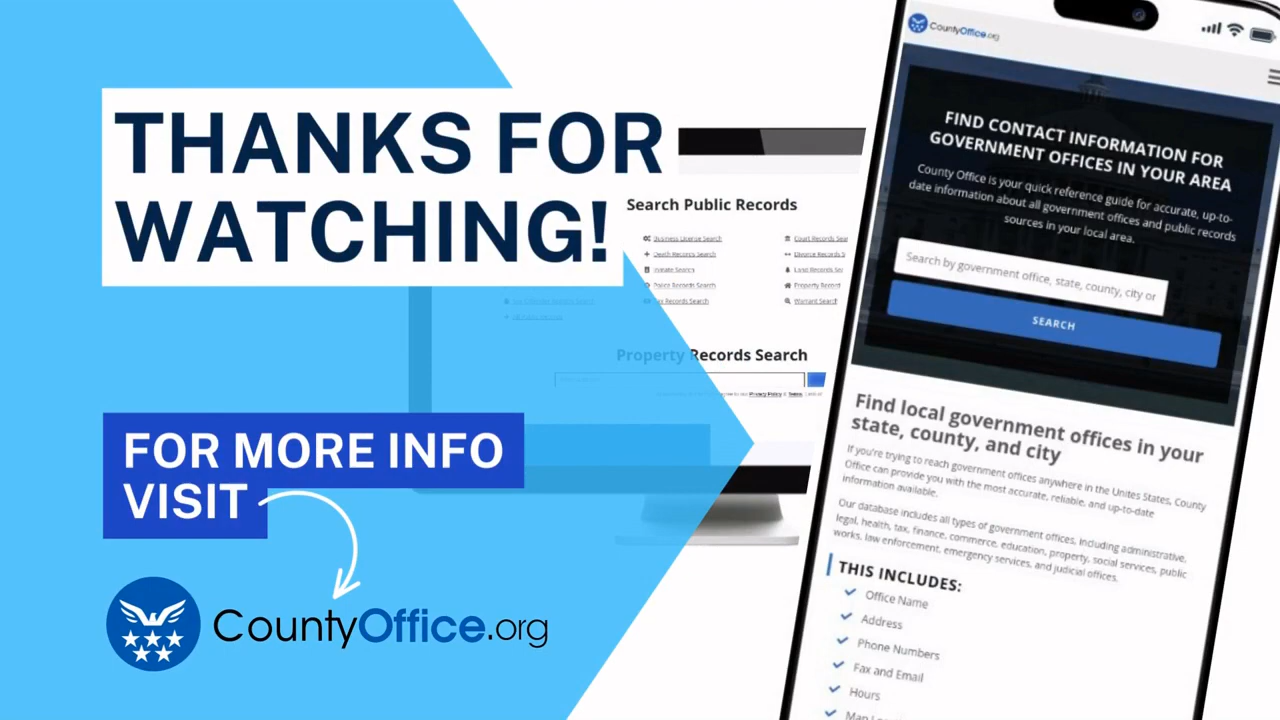 THANKS FOR
WATCHING!
FOR MORE INFO
VISIT
CountyOffice.org
Search Public Records
Business License Search
Death Records Search
Inmate Search
Police Records Search
Tax Records Search
Court Records Sear
Divorce Records S
Land Records Sea
Property Record
Warrant Search
Property Records Search
Privacy Policy & Terms
CountyOffice.org
FIND CONTACT INFORMATION FOR
GOVERNMENT OFFICES IN YOUR AREA
County Office is your quick reference guide for accurate, up-to-
date information about all government offices and public records
sources in your local area.
Search by government office, state, county, city or
SEARCH
Find local government offices in your
state, county, and city
If you're trying to reach government offices anywhere in the Unites States, County
Office can provide you with the most accurate, reliable, and up-to-date
information available.
Our database includes all types of government offices, including administrative,
legal, health, tax, finance, commerce, education, property, social services, public
works, law enforcement, emergency services, and judicial offices.
THIS INCLUDES:
Office Name
Address
Phone Numbers
Fax and Email
Hours